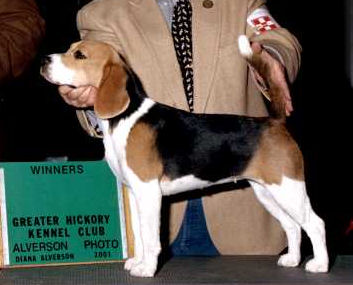 WINNERS
GREATER HICKORY
KENNEL CLUB
ALVERSON PHOTO
DIANA ALVERSON 2001